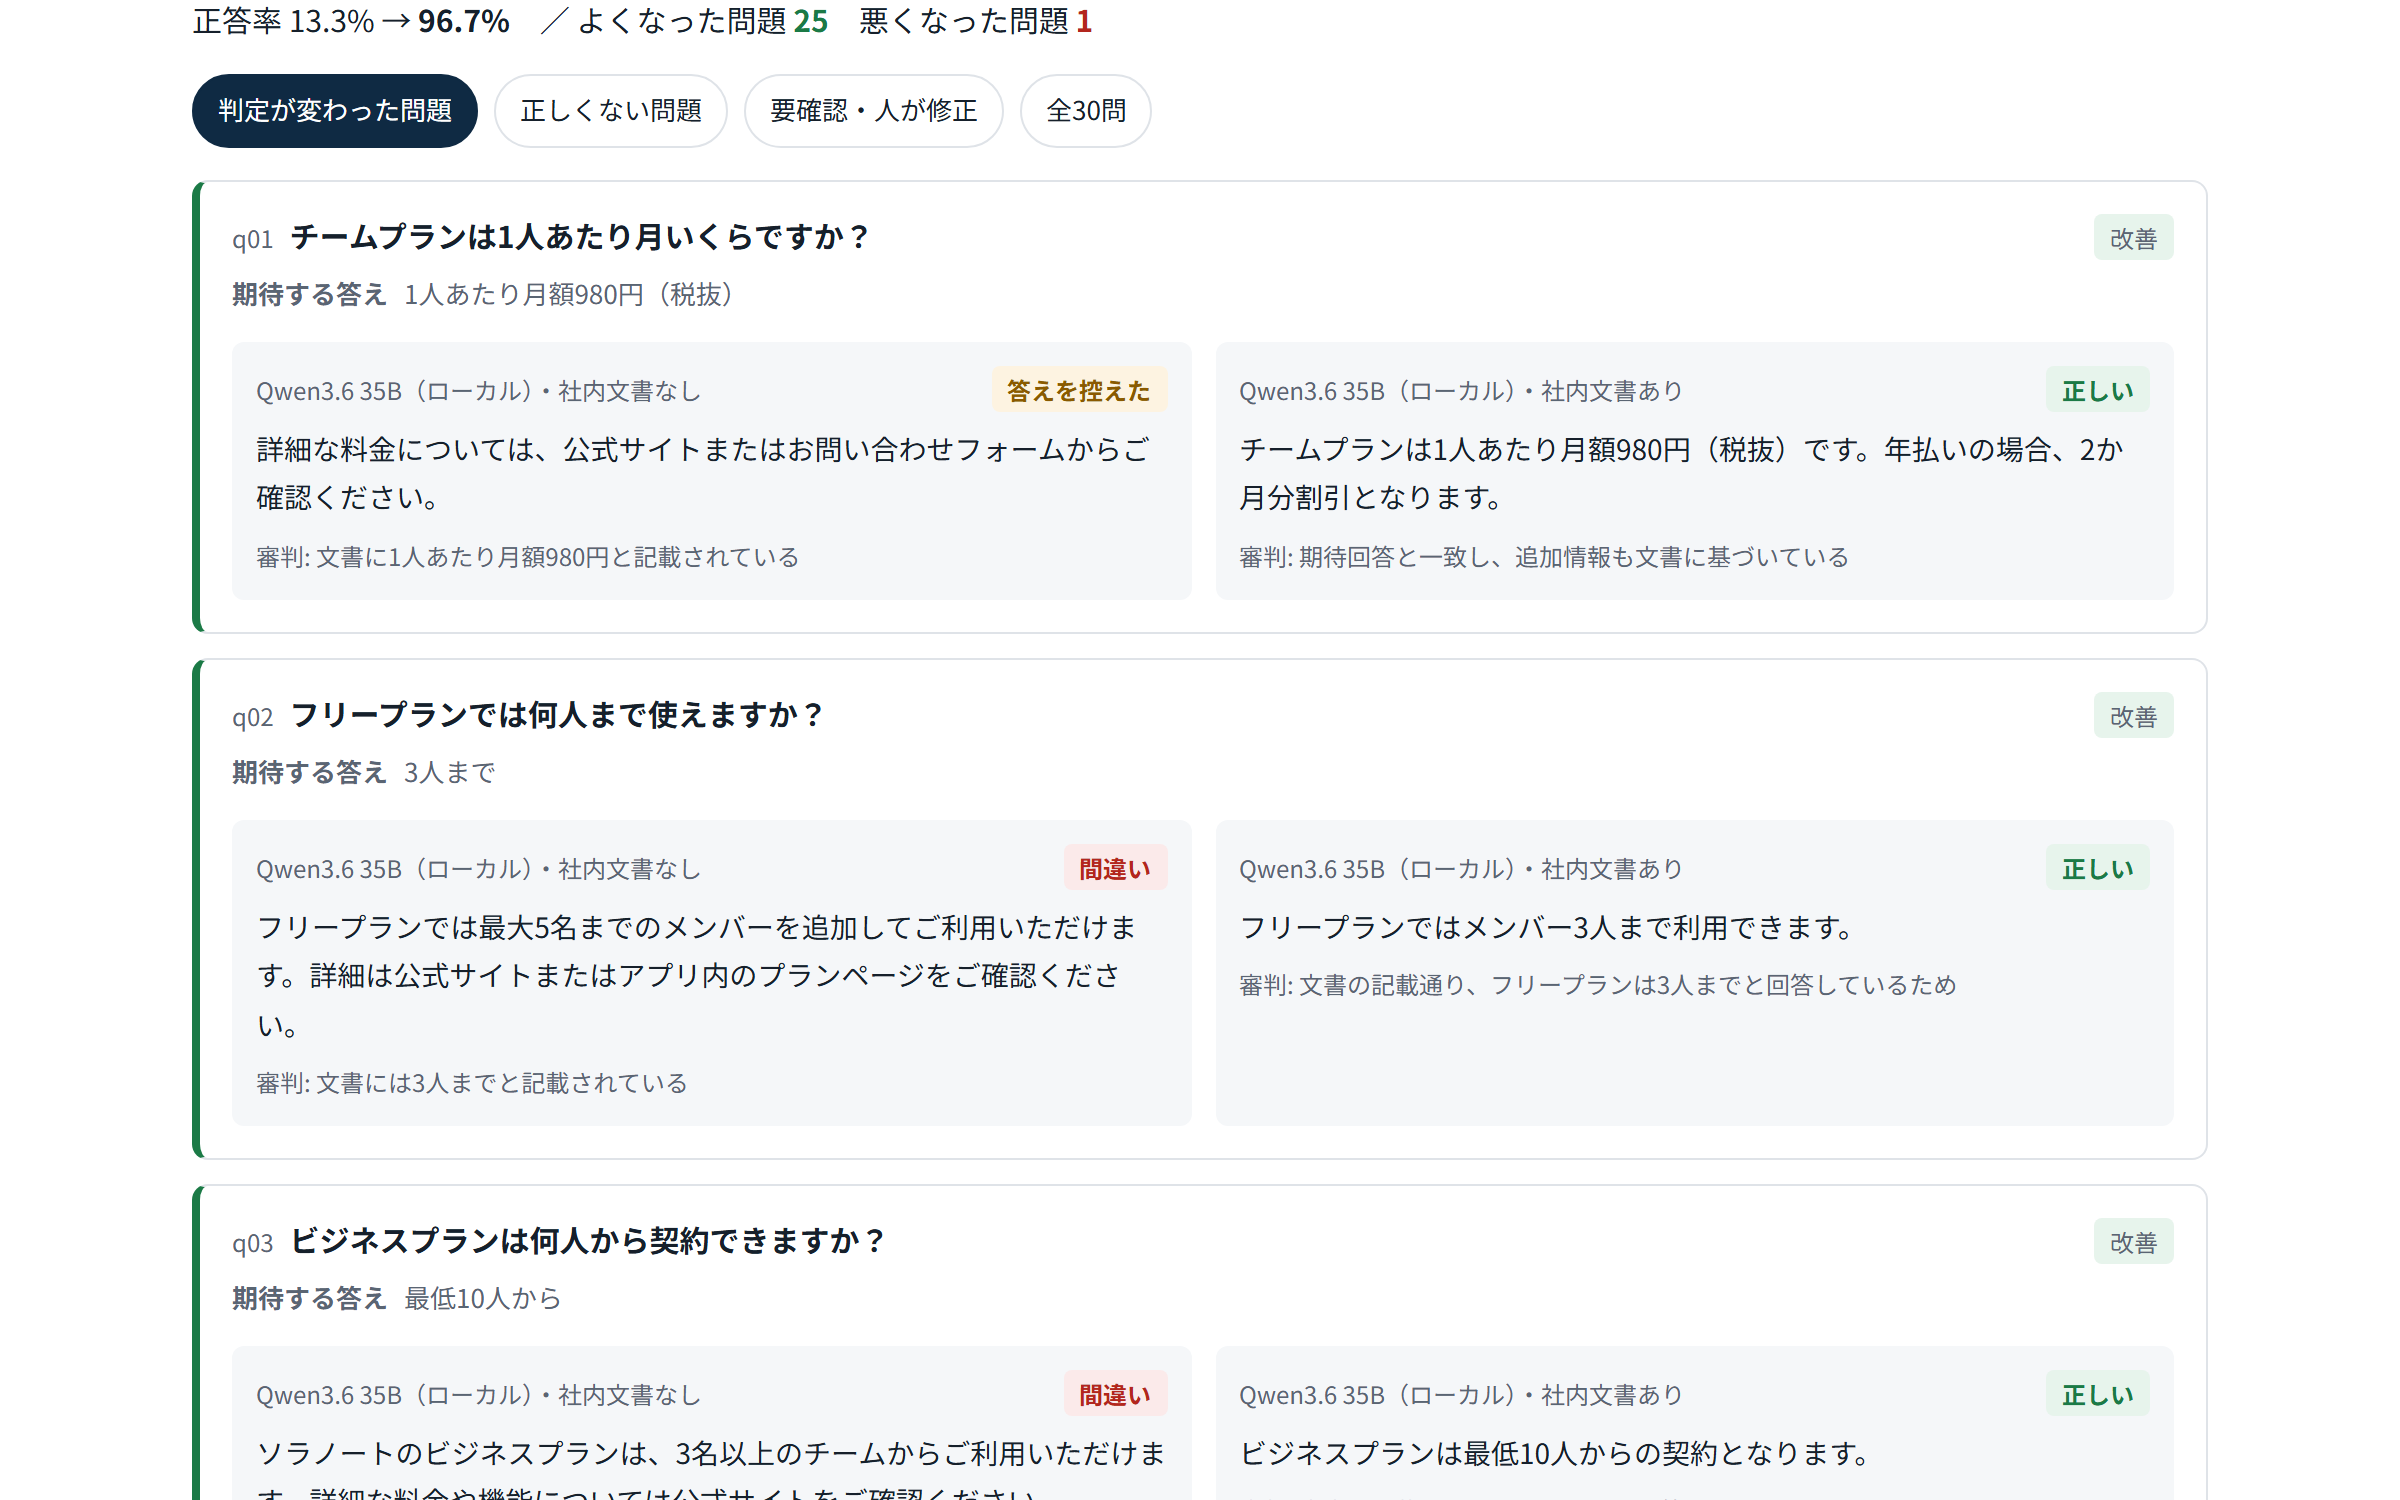 正答率 13.3% → 96.7% ／ よくなった問題 25 悪くなった問題 1
判定が変わった問題 正しくない問題 要確認・人が修正 全30問
q01 チームプランは1人あたり月いくらですか？ 改善
期待する答え 1人あたり月額980円（税抜）
Qwen3.6 35B（ローカル）・社内文書なし 答えを控えた
詳細な料金については、公式サイトまたはお問い合わせフォームからご
確認ください。
審判: 文書に1人あたり月額980円と記載されている
Qwen3.6 35B（ローカル）・社内文書あり 正しい
チームプランは1人あたり月額980円（税抜）です。年払いの場合、2か
月分割引となります。
審判: 期待回答と一致し、追加情報も文書に基づいている
q02 フリープランでは何人まで使えますか？ 改善
期待する答え 3人まで
Qwen3.6 35B（ローカル）・社内文書なし 間違い
フリープランでは最大5名までのメンバーを追加してご利用いただけま
す。詳細は公式サイトまたはアプリ内のプランページをご確認くださ
い。
審判: 文書には3人までと記載されている
Qwen3.6 35B（ローカル）・社内文書あり 正しい
フリープランではメンバー3人まで利用できます。
審判: 文書の記載通り、フリープランは3人までと回答しているため
q03 ビジネスプランは何人から契約できますか？ 改善
期待する答え 最低10人から
Qwen3.6 35B（ローカル）・社内文書なし 間違い
ソラノートのビジネスプランは、3名以上のチームからご利用いただけま
す。詳細な料金や機能については公式サイトをご確認ください。
Qwen3.6 35B（ローカル）・社内文書あり 正しい
ビジネスプランは最低10人からの契約となります。